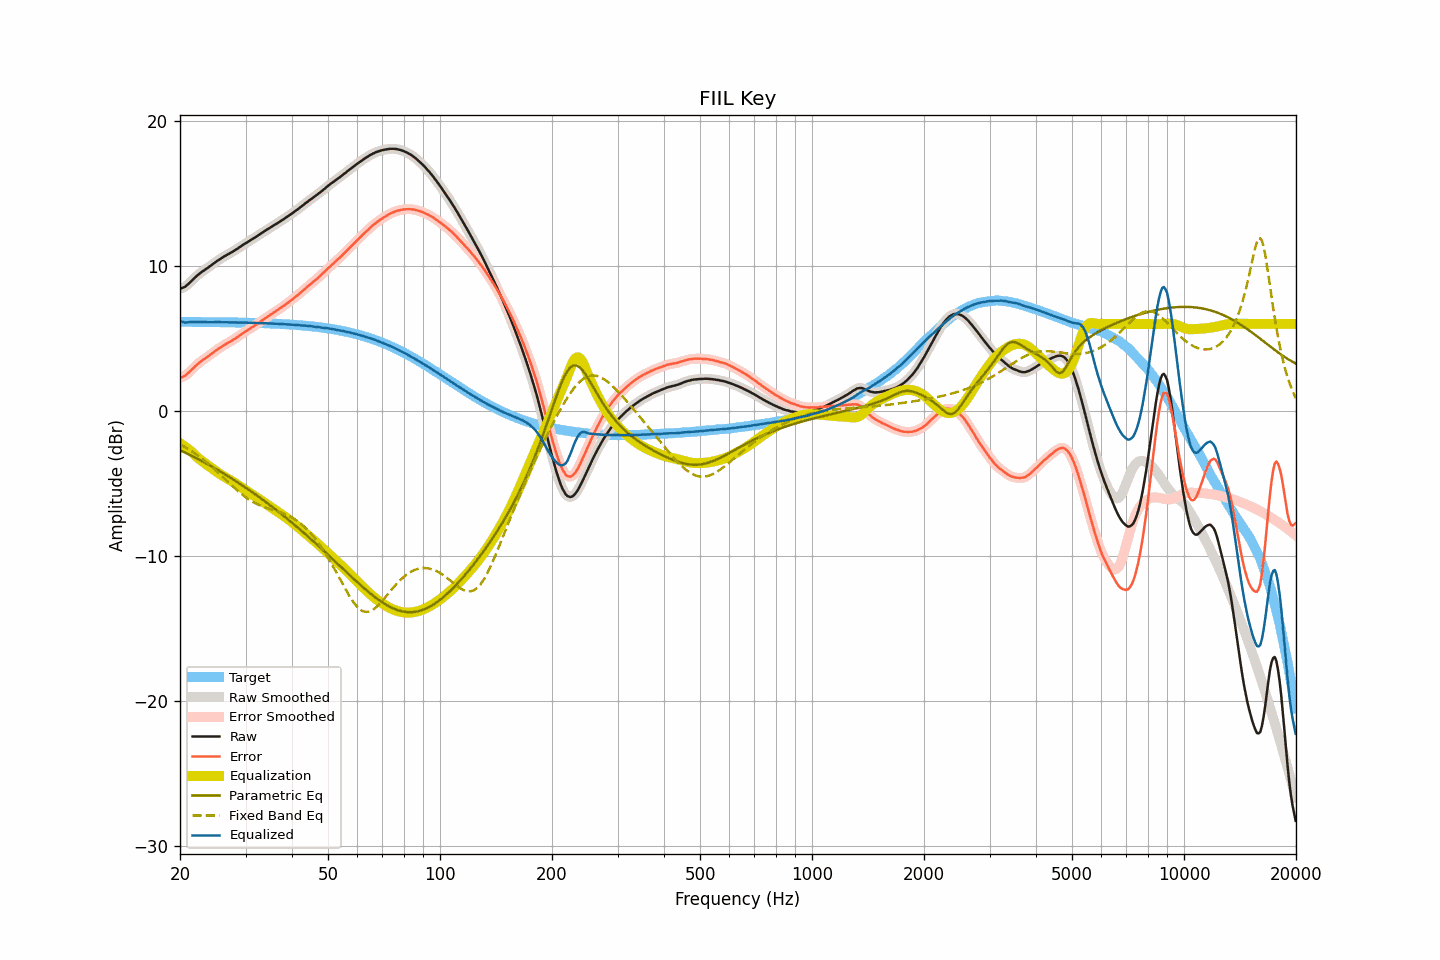 FIIL Key
20
10
0
−10
−20
−30
Amplitude (dBr)
Target
Raw Smoothed
Error Smoothed
Raw
Error
Equalization
Parametric Eq
Fixed Band Eq
Equalized
20 50 100 200 500 1000 2000 5000 10000 20000
Frequency (Hz)